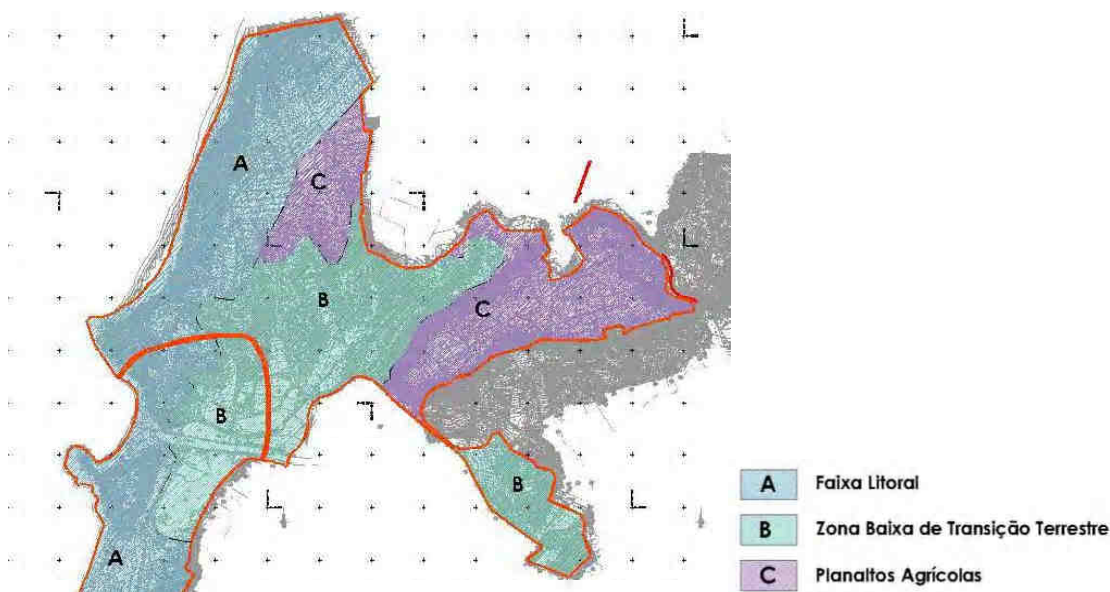 A
C
B
C
B
B
A
A Faixa Litoral
B Zona Baixa de Transição Terrestre
C Planaltos Agrícolas